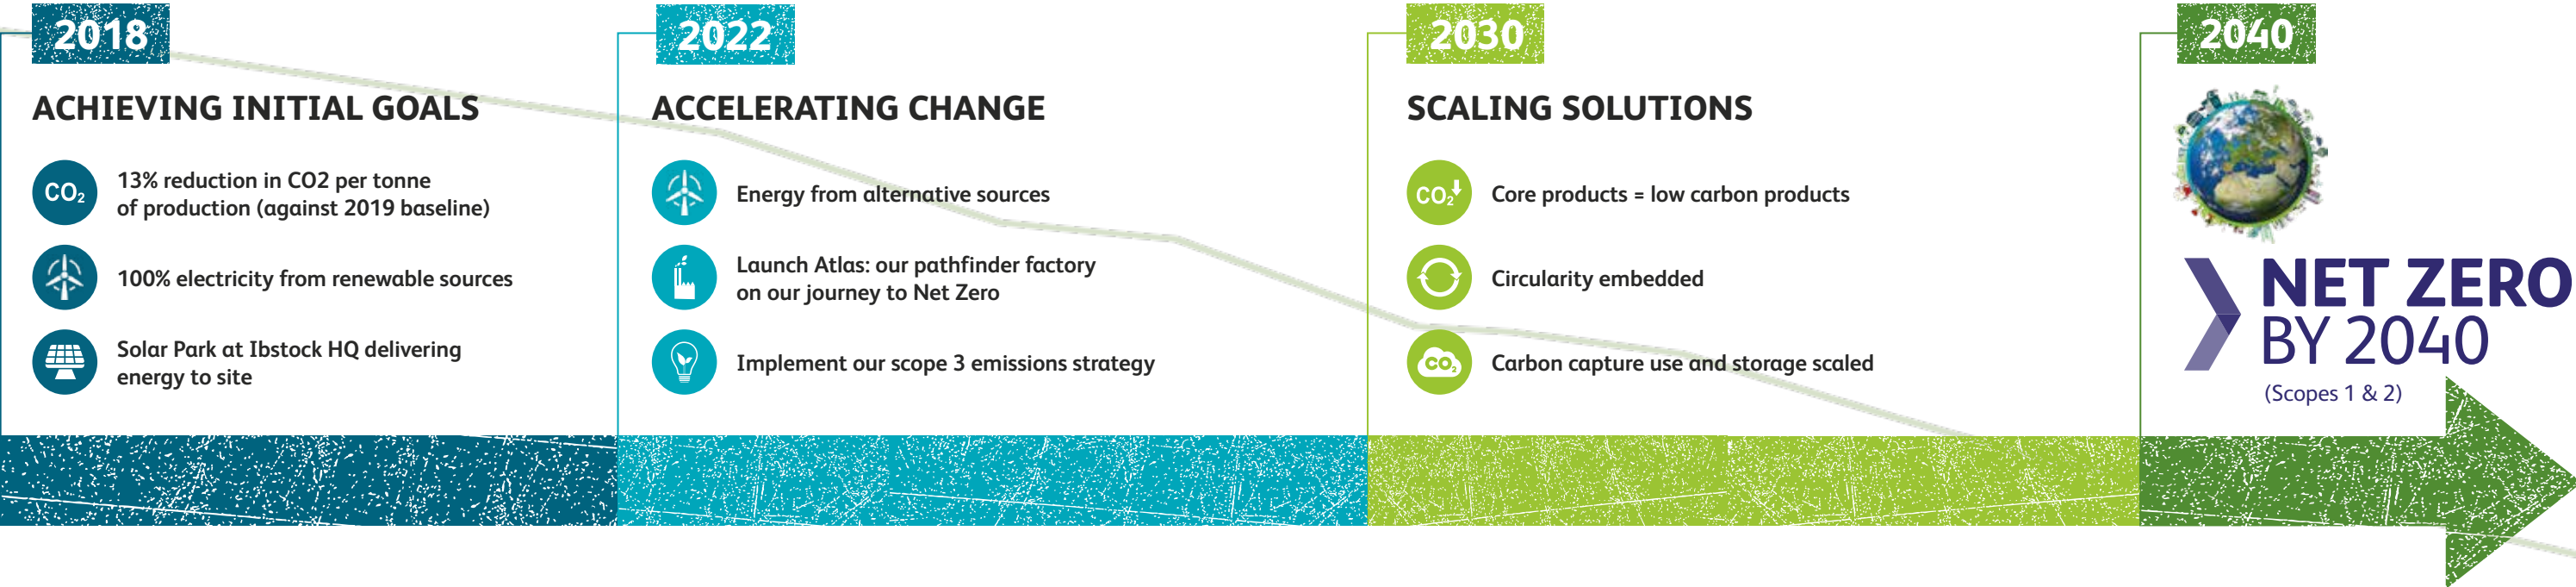 2018
ACHIEVING INITIAL GOALS
CO₂
13% reduction in CO2 per tonne
of production (against 2019 baseline)
100% electricity from renewable sources
Solar Park at Ibstock HQ delivering
energy to site
2022
ACCELERATING CHANGE
Energy from alternative sources
Launch Atlas: our pathfinder factory
on our journey to Net Zero
Implement our scope 3 emissions strategy
2030
SCALING SOLUTIONS
CO₂
Core products = low carbon products
Circularity embedded
CO₂
Carbon capture use and storage scaled
2040
NET ZERO
BY 2040
(Scopes 1 & 2)